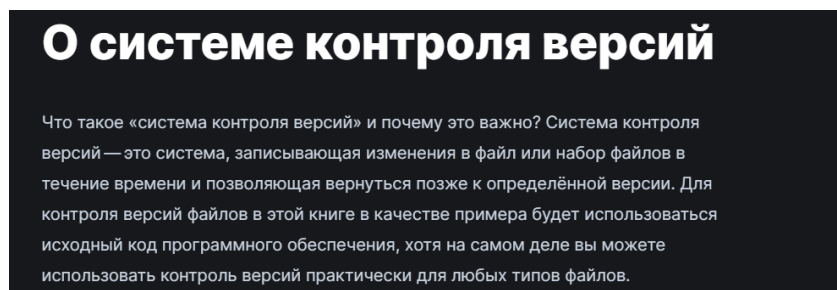 О системе контроля версий
Что такое «система контроля версий» и почему это важно? Система контроля
версий — это система, записывающая изменения в файл или набор файлов в
течение времени и позволяющая вернуться позже к определённой версии. Для
контроля версий файлов в этой книге в качестве примера будет использоваться
исходный код программного обеспечения, хотя на самом деле вы можете
использовать контроль версий практически для любых типов файлов.